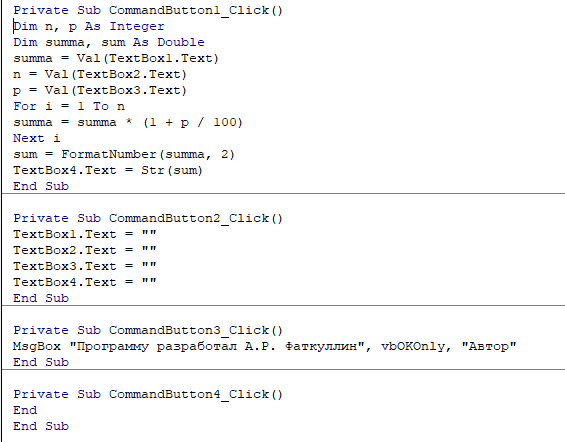 Private Sub CommandButton1_Click()
Dim n, p As Integer
Dim summa, sum As Double
summa = Val(TextBox1.Text)
n = Val(TextBox2.Text)
p = Val(TextBox3.Text)
For i = 1 To n
summa = summa * (1 + p / 100)
Next i
sum = FormatNumber(summa, 2)
TextBox4.Text = Str(sum)
End Sub
Private Sub CommandButton2_Click()
TextBox1.Text = ""
TextBox2.Text = ""
TextBox3.Text = ""
TextBox4.Text = ""
End Sub
Private Sub CommandButton3_Click()
MsgBox "Программу разработал А.Р. Фаткуллин", vbOKOnly, "Автор"
End Sub
Private Sub CommandButton4_Click()
End
End Sub